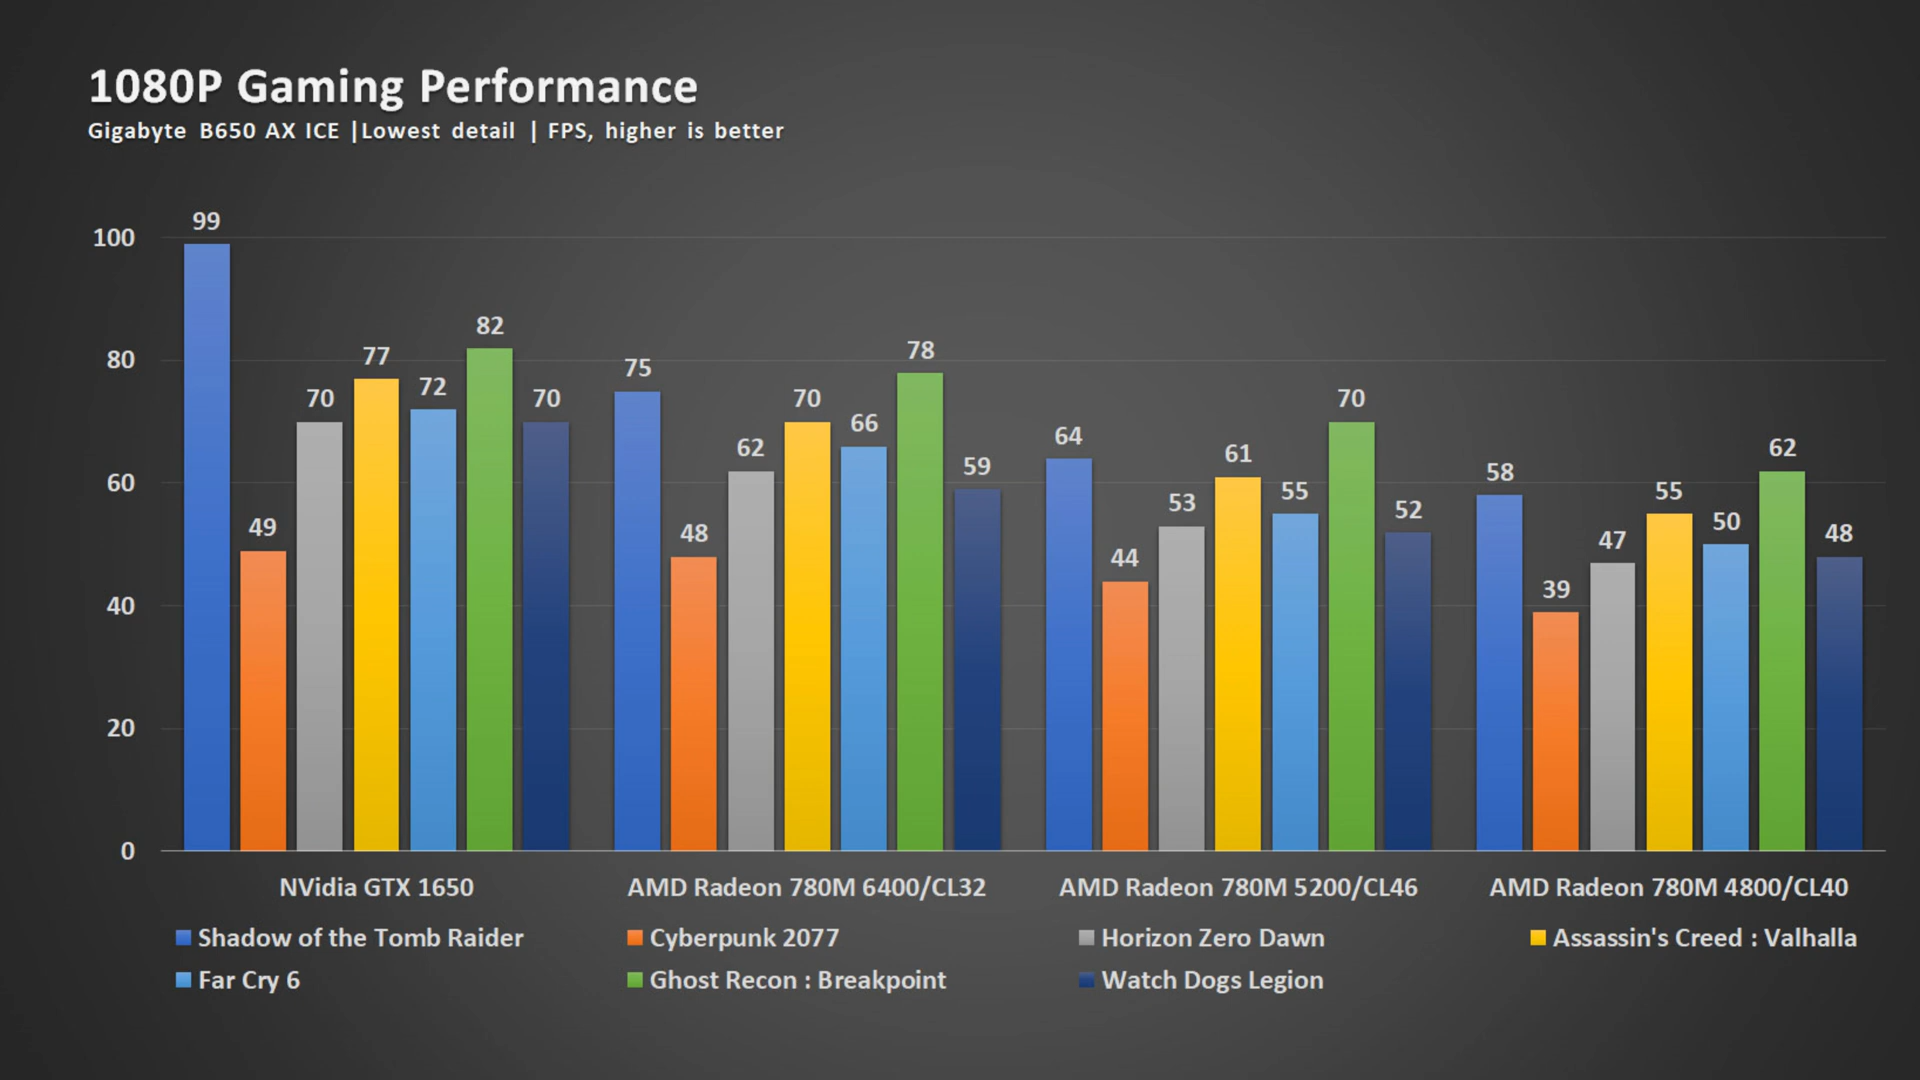 1080P Gaming Performance
Gigabyte B650 AX ICE |Lowest detail | FPS, higher is better
99
100
82
80
77
75
78
70
72
70
70
66
70
62
64
59
61
62
60
58
49
48
53
55
52
55
50
48
44
47
39
40
20
0
NVidia GTX 1650
AMD Radeon 780M 6400/CL32
AMD Radeon 780M 5200/CL46
AMD Radeon 780M 4800/CL40
Shadow of the Tomb Raider
Cyberpunk 2077
Horizon Zero Dawn
Assassin's Creed : Valhalla
Far Cry 6
Ghost Recon : Breakpoint
Watch Dogs Legion